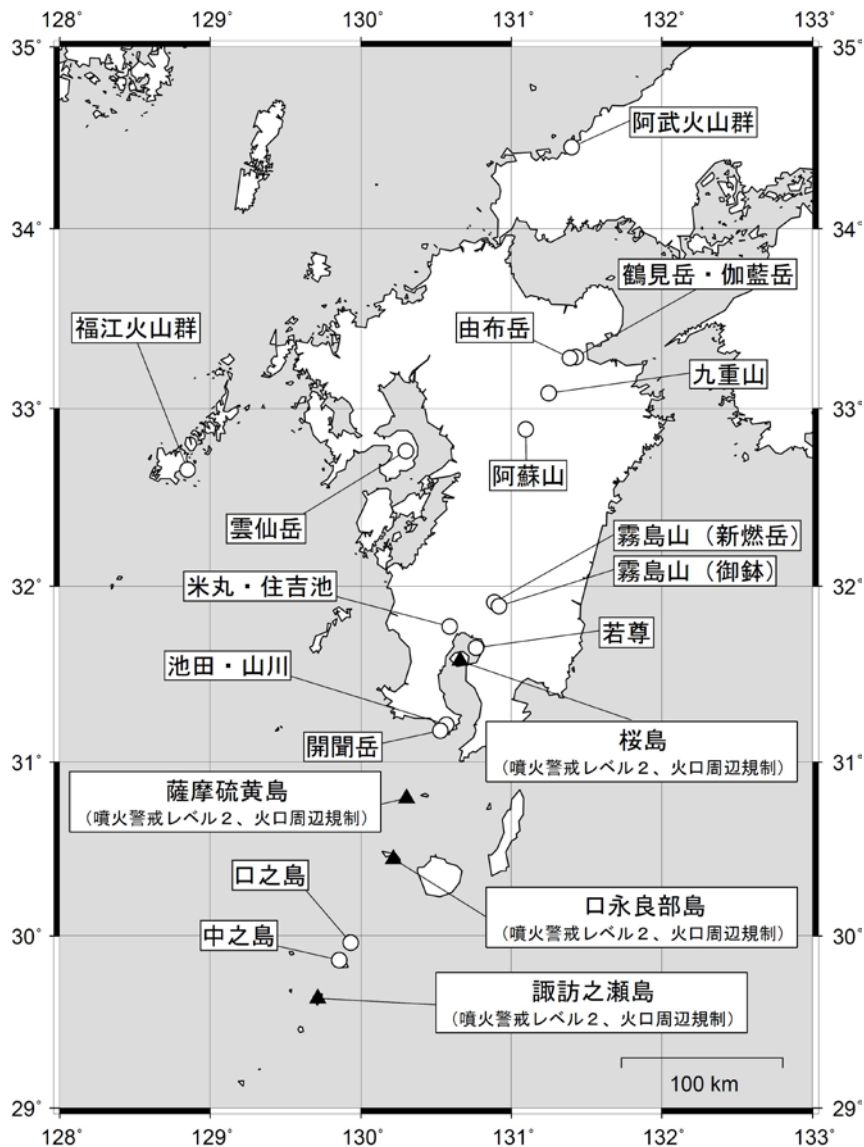 128° 129° 130° 131° 132° 133°
35° 35°
阿武火山群
34° 34°
鶴見岳・伽藍岳
福江火山群
由布岳
九重山
33° 33°
阿蘇山
雲仙岳
霧島山（新燃岳）
霧島山（御鉢）
32° 32°
米丸・住吉池
若尊
池田・山川
開聞岳
桜島
（噴火警戒レベル２、火口周辺規制）
31° 31°
薩摩硫黄島
（噴火警戒レベル２、火口周辺規制）
口之島
口永良部島
（噴火警戒レベル２、火口周辺規制）
中之島
30° 30°
諏訪之瀬島
（噴火警戒レベル２、火口周辺規制）
100 km
29° 29°
128° 129° 130° 131° 132° 133°